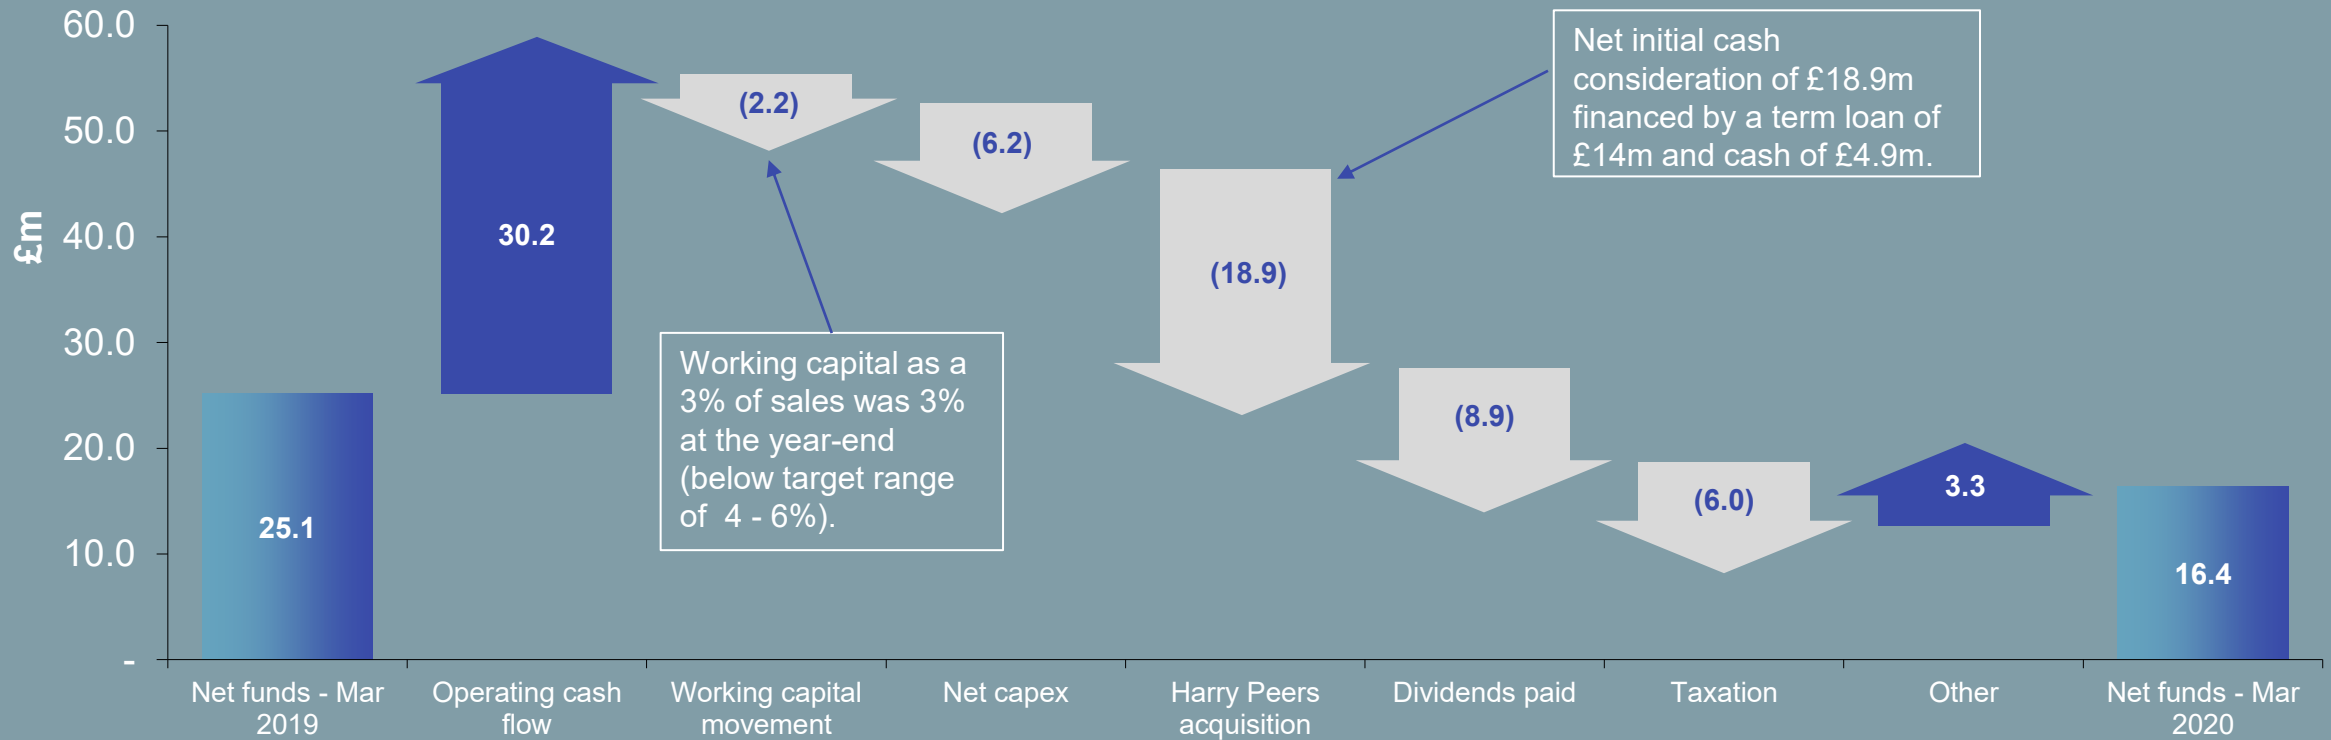 60.0
50.0
40.0
30.0
20.0
10.0
-
£m
25.1
30.2
(2.2)
(6.2)
(18.9)
(8.9)
(6.0)
3.3
16.4
Net initial cash
consideration of £18.9m
financed by a term loan of
£14m and cash of £4.9m.
Working capital as a
3% of sales was 3%
at the year-end
(below target range
of  4 - 6%).
Net funds - Mar
2019
Operating cash
flow
Working capital
movement
Net capex
Harry Peers
acquisition
Dividends paid
Taxation
Other
Net funds - Mar
2020